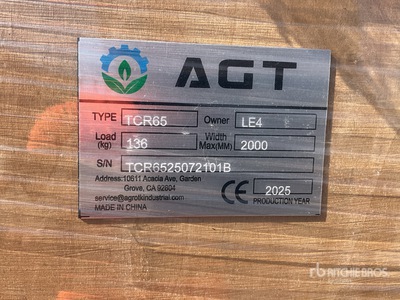 AGT
TYPE TCR65 Owner LE4
Load (kg) 136 Width Max(MM) 2000
S/N TCR6525072101B
Address:10611 Acacia Ave, Garden
Grove, CA 92804
service@agrotkindustrial.com
MADE IN CHINA
CE 2025
PRODUCTION YEAR
rb RITCHIE BROS